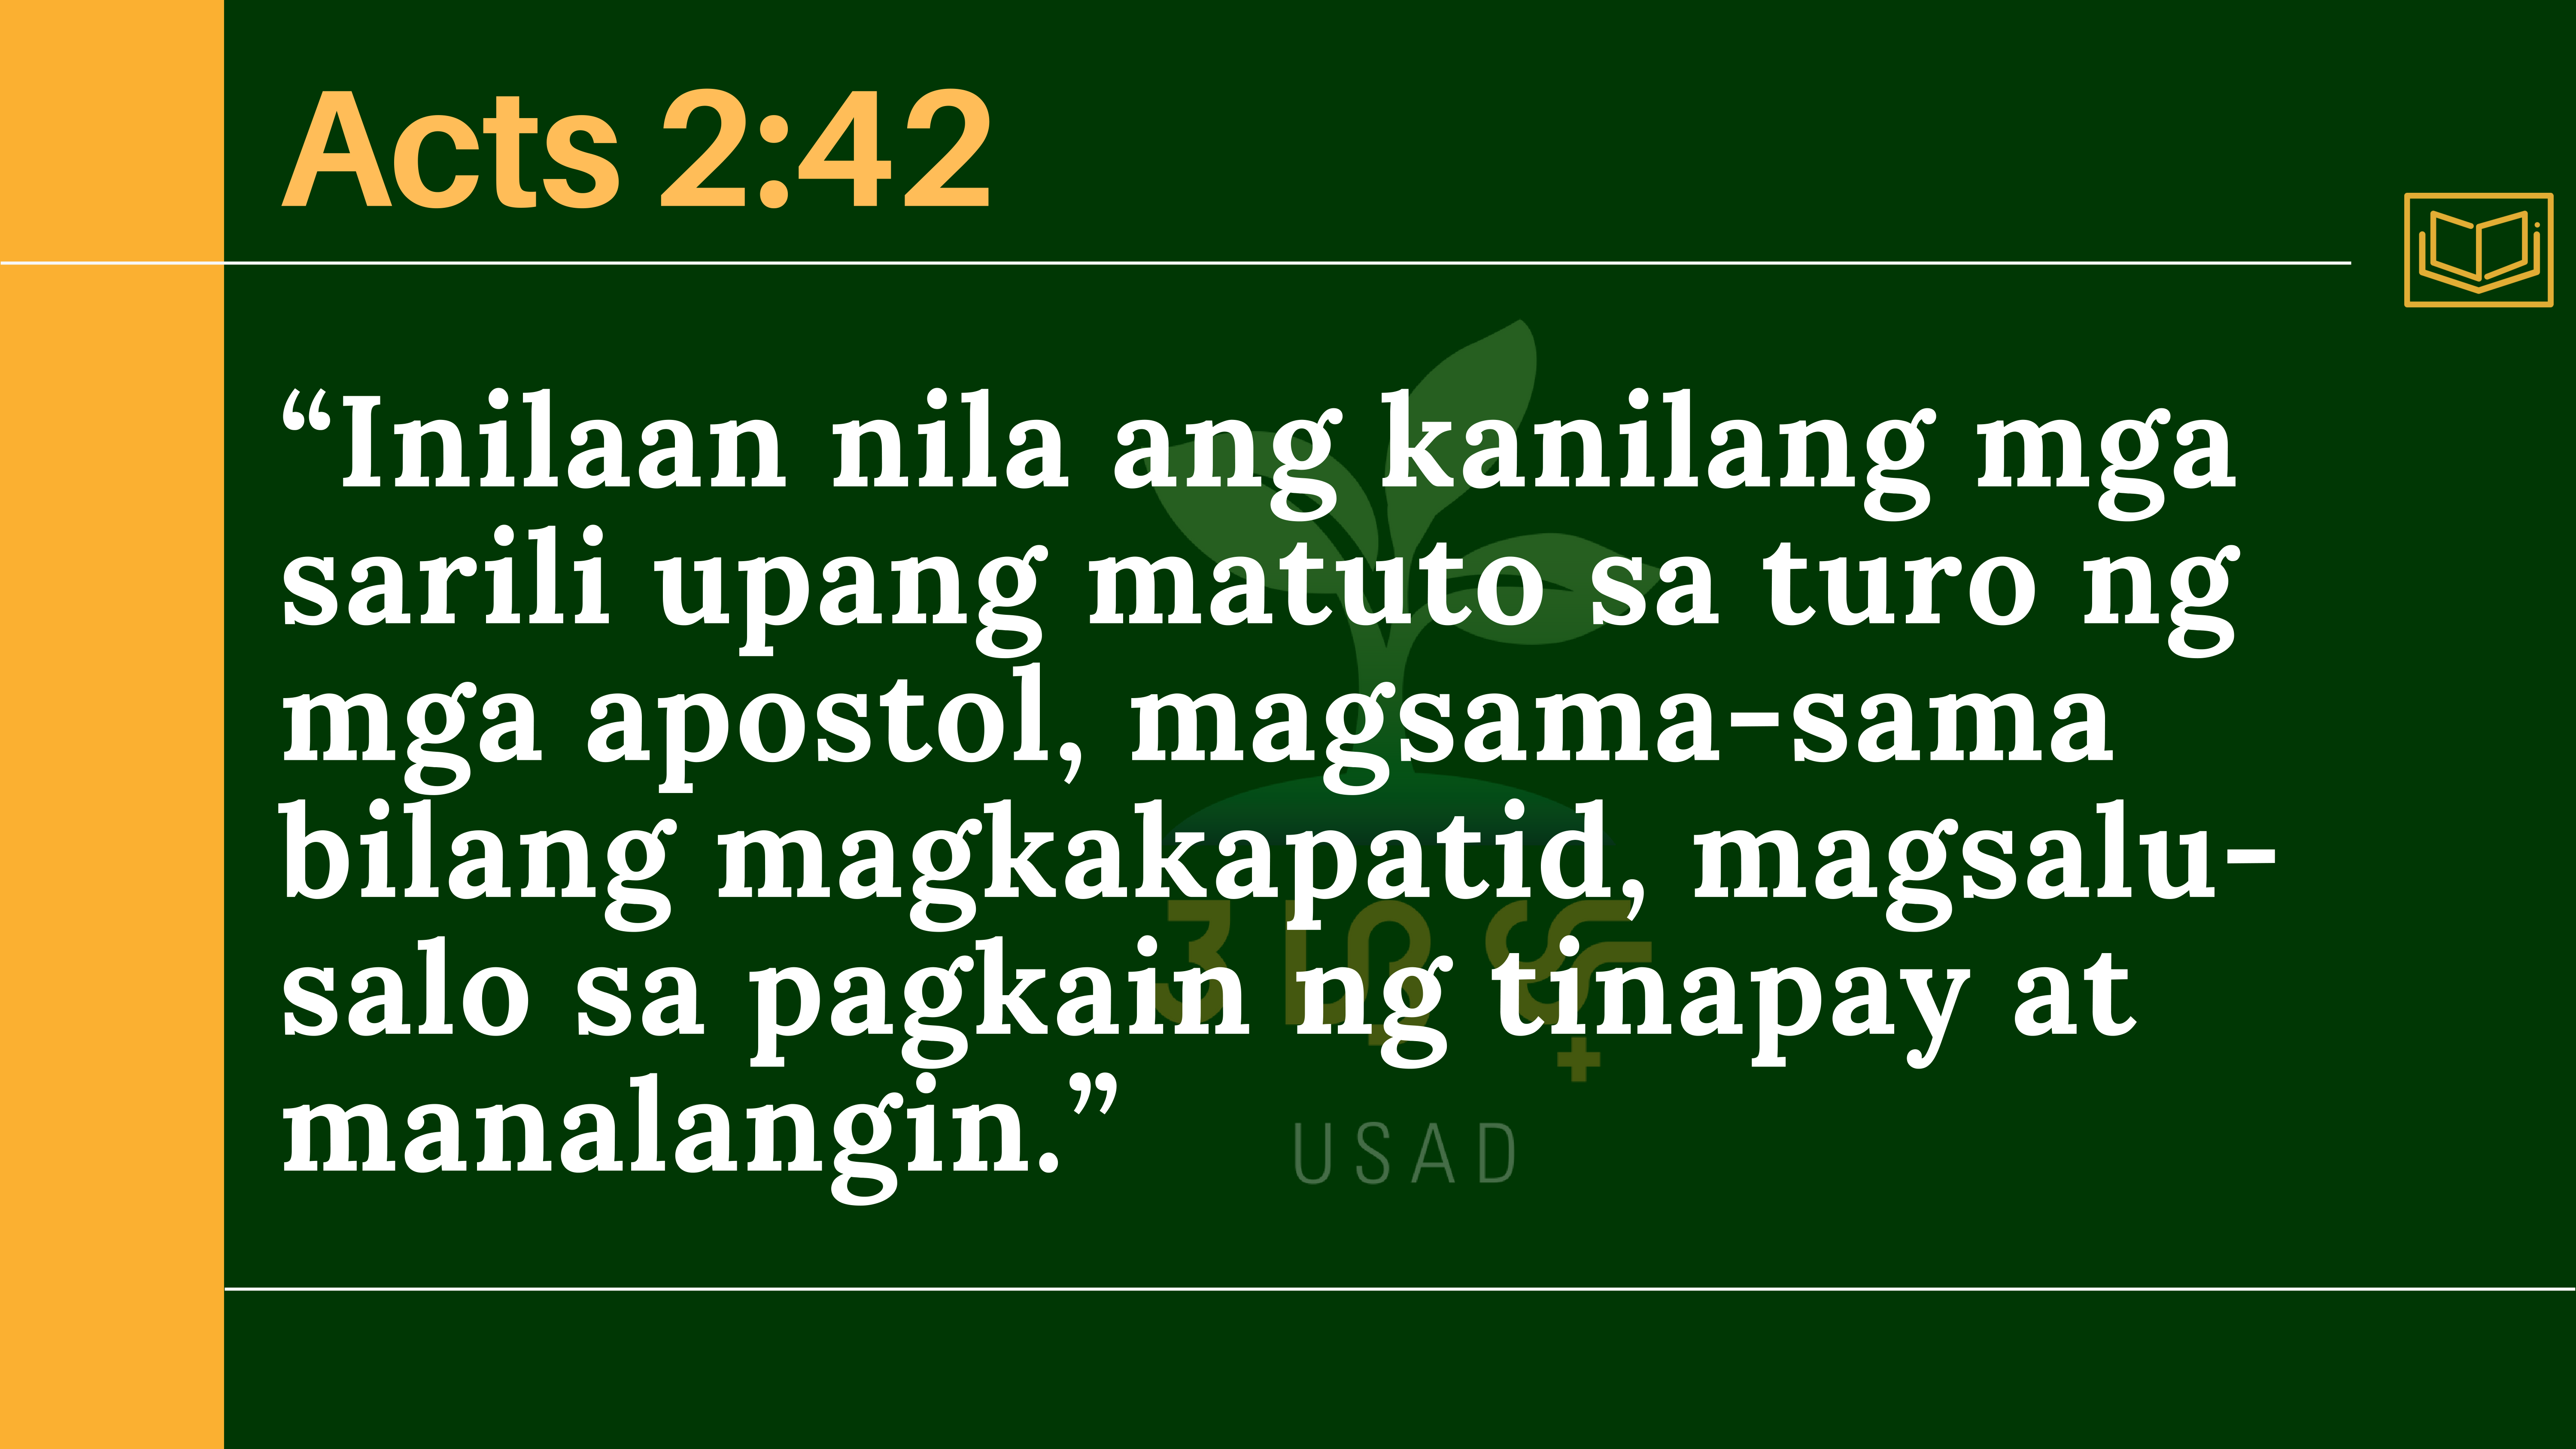 Acts 2:42
“Inilaan nila ang kanilang mga
sarili upang matuto sa turo ng
mga apostol, magsama-sama
bilang magkakapatid, magsalu-
salo sa pagkain ng tinapay at
manalangin.”
ᜂᜐᜇ᜔
USAD